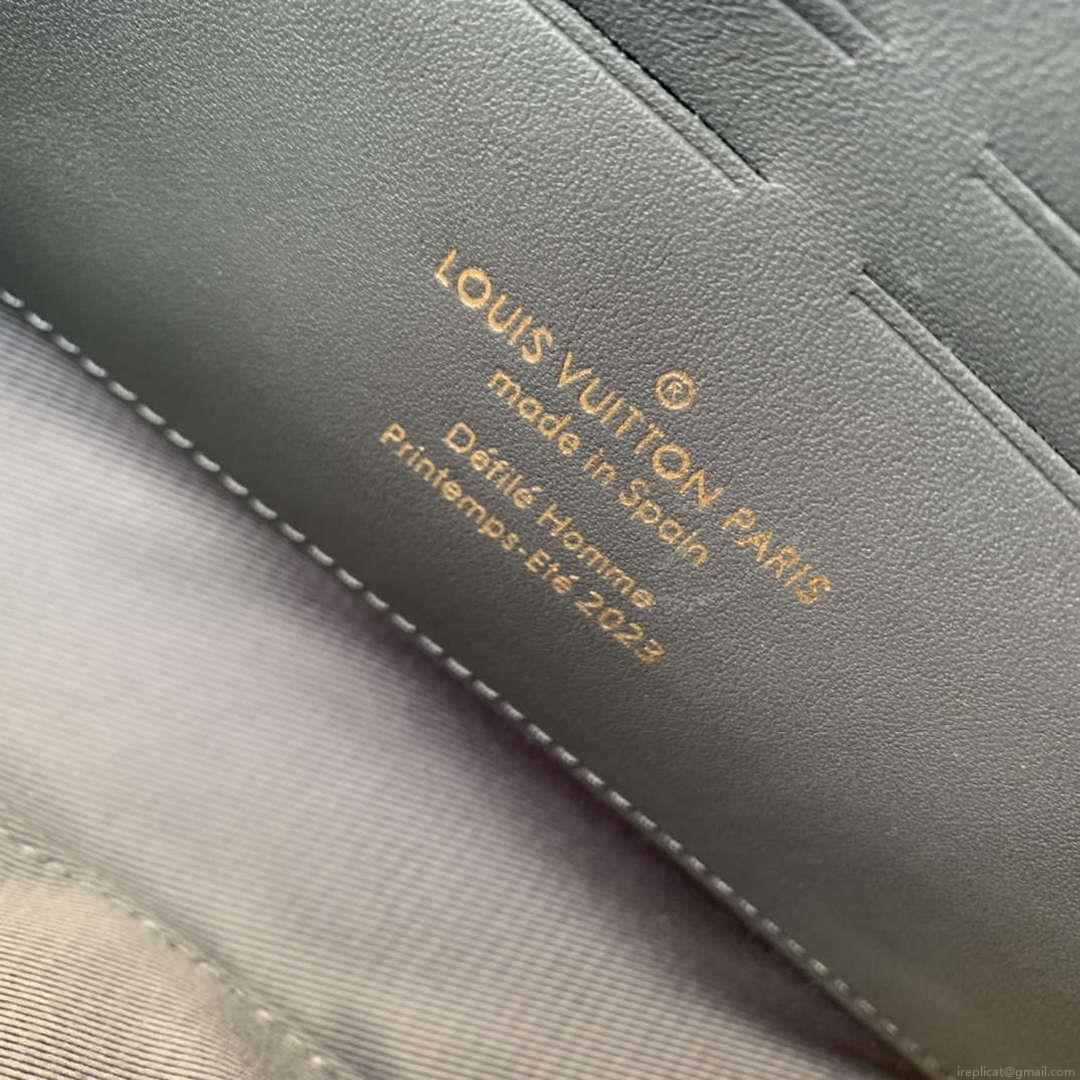 ®
LOUIS VUITTON PARIS
made in Spain
Défilé Homme
Printemps-Eté 2023
ireplicat@gmail.com